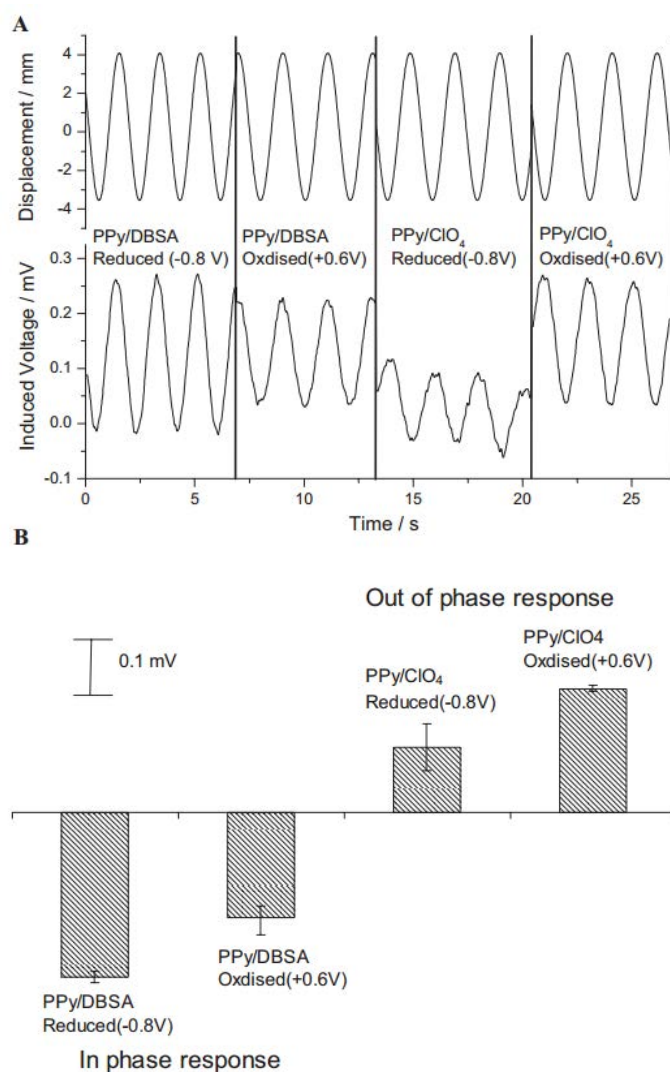 A
Displacement / mm
4
2
0
-2
-4
PPy/DBSA
Reduced (-0.8 V)
PPy/DBSA
Oxdised(+0.6V)
PPy/ClO4
Reduced(-0.8V)
PPy/ClO4
Oxdised(+0.6V)
Induced Voltage / mV
0.3
0.2
0.1
0.0
-0.1
0 5 10 15 20 25
Time / s
B
Out of phase response
0.1 mV
PPy/ClO4
Reduced(-0.8V)
PPy/ClO4
Oxdised(+0.6V)
PPy/DBSA
Reduced(-0.8V)
PPy/DBSA
Oxdised(+0.6V)
In phase response